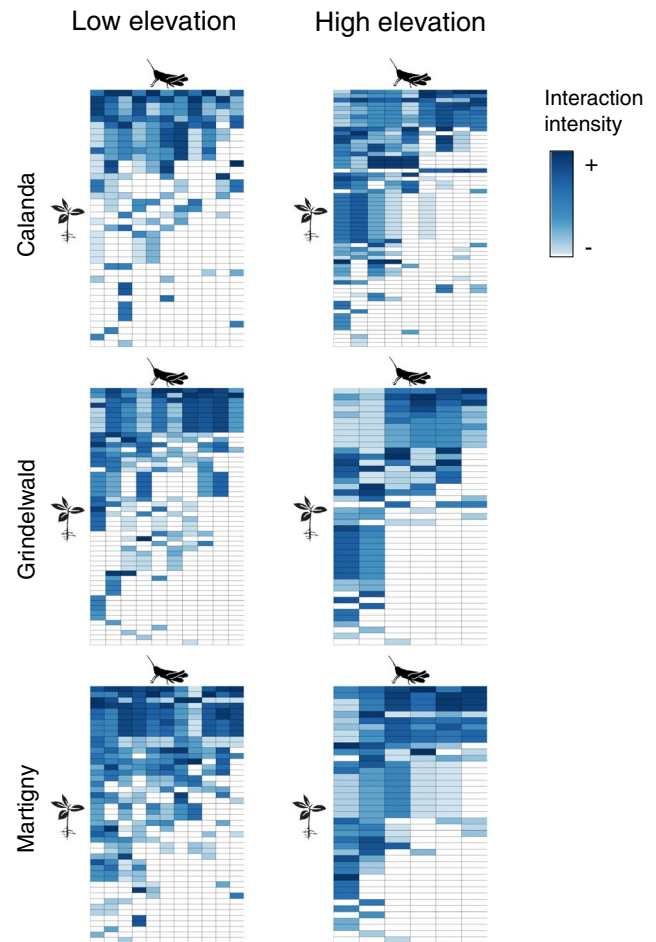 Low elevation
High elevation
Interaction
intensity
+
-
Calanda
Grindelwald
Martigny